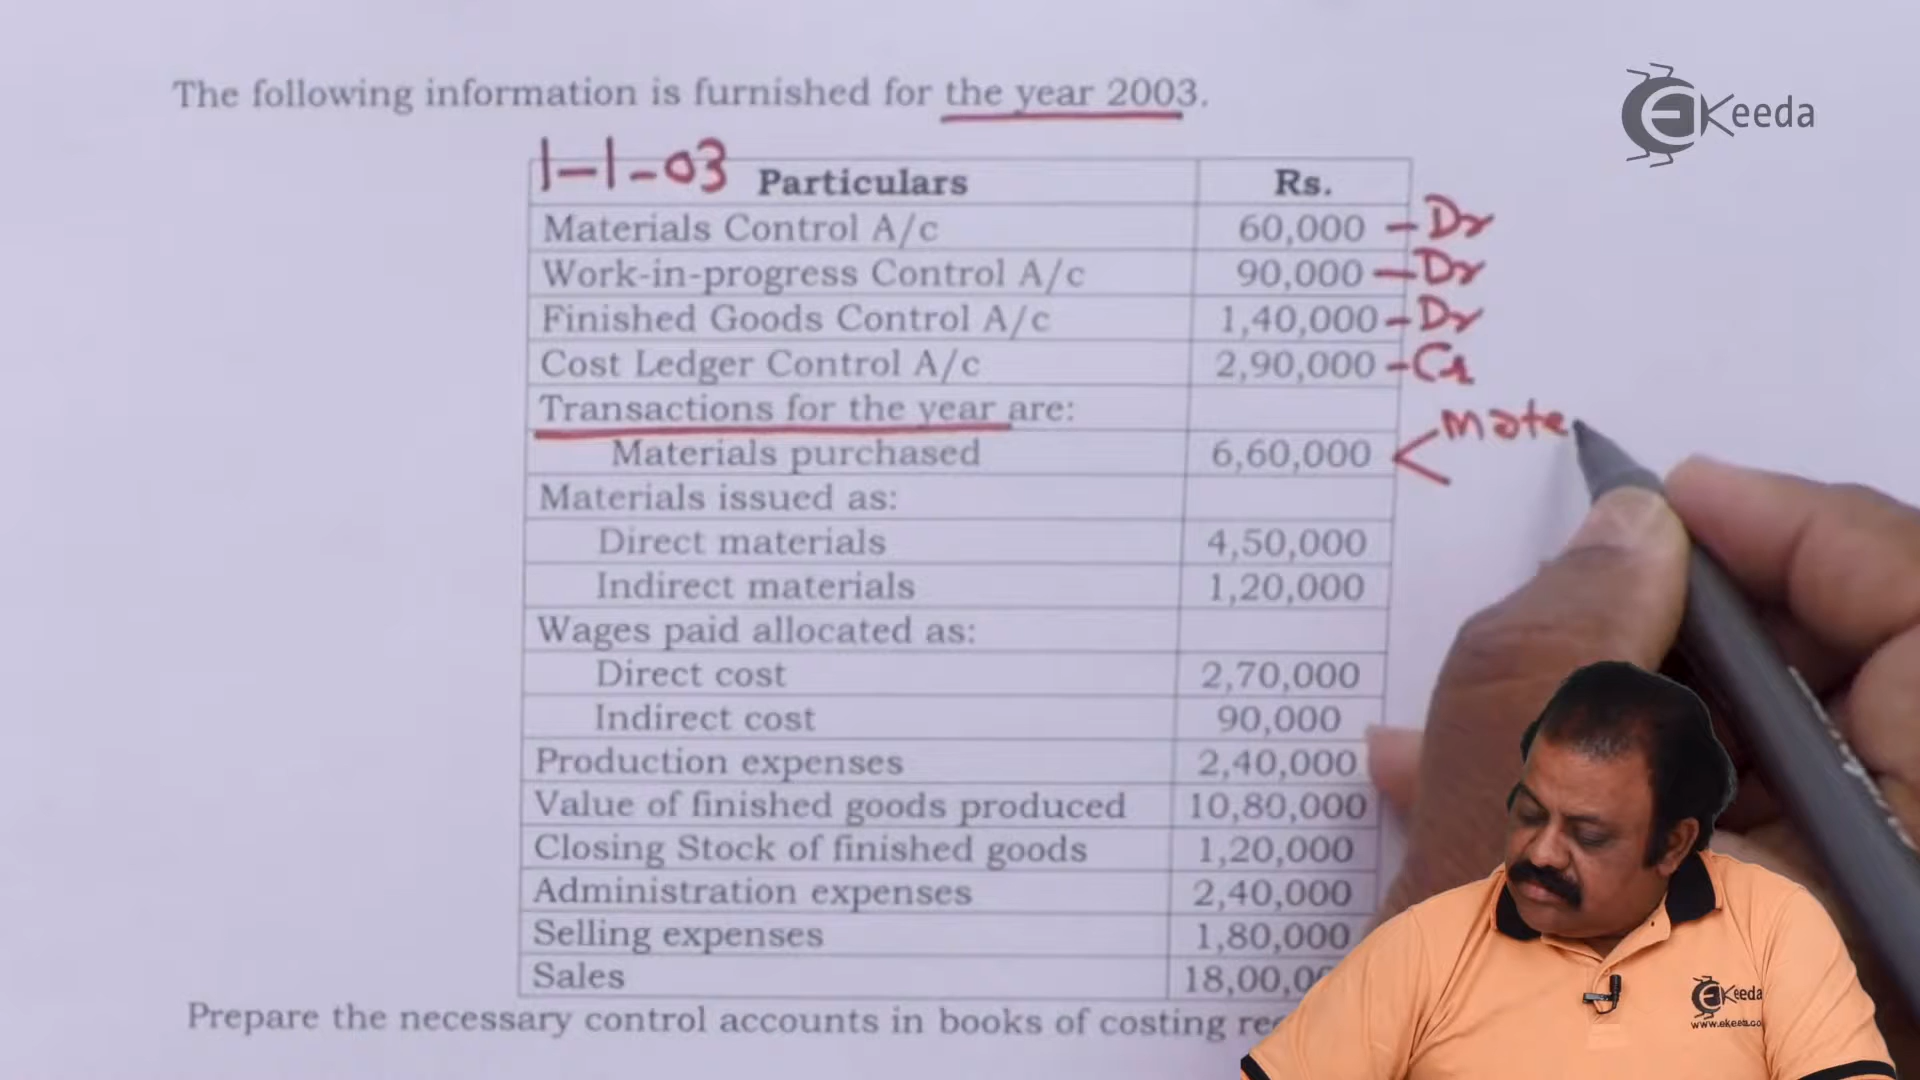 The following information is furnished for the year 2003.
EKeeda
1-1-03 Particulars Rs.
Materials Control A/c 60,000 - Dr
Work-in-progress Control A/c 90,000 - Dr
Finished Goods Control A/c 1,40,000 - Dr
Cost Ledger Control A/c 2,90,000 - Cr
Transactions for the year are:
Materials purchased 6,60,000 < mate
Materials issued as:
Direct materials 4,50,000
Indirect materials 1,20,000
Wages paid allocated as:
Direct cost 2,70,000
Indirect cost 90,000
Production expenses 2,40,000
Value of finished goods produced 10,80,000
Closing Stock of finished goods 1,20,000
Administration expenses 2,40,000
Selling expenses 1,80,000
Sales 18,00,0
Prepare the necessary control accounts in books of costing
EKeeda
www.ekeeda.co